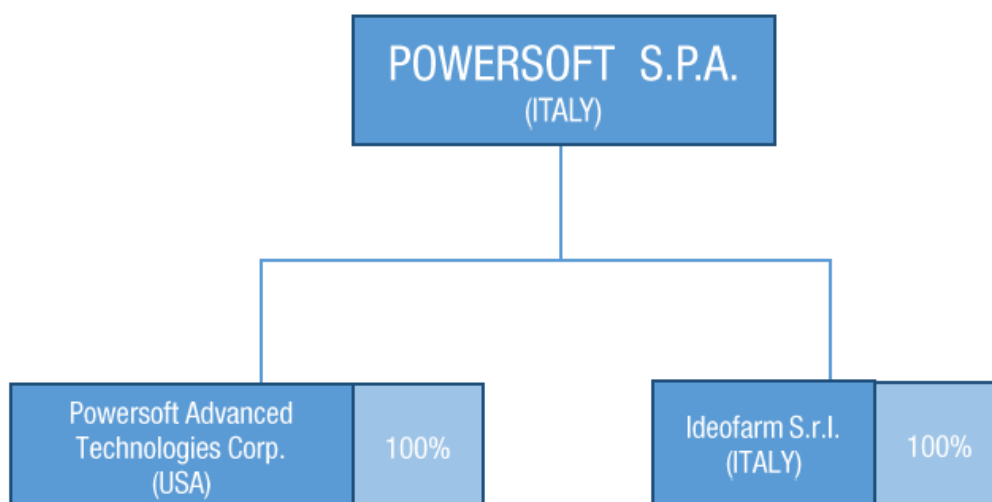 POWERSOFT S.P.A.
(ITALY)
Powersoft Advanced
Technologies Corp.
(USA)
100%
Ideofarm S.r.l.
(ITALY)
100%